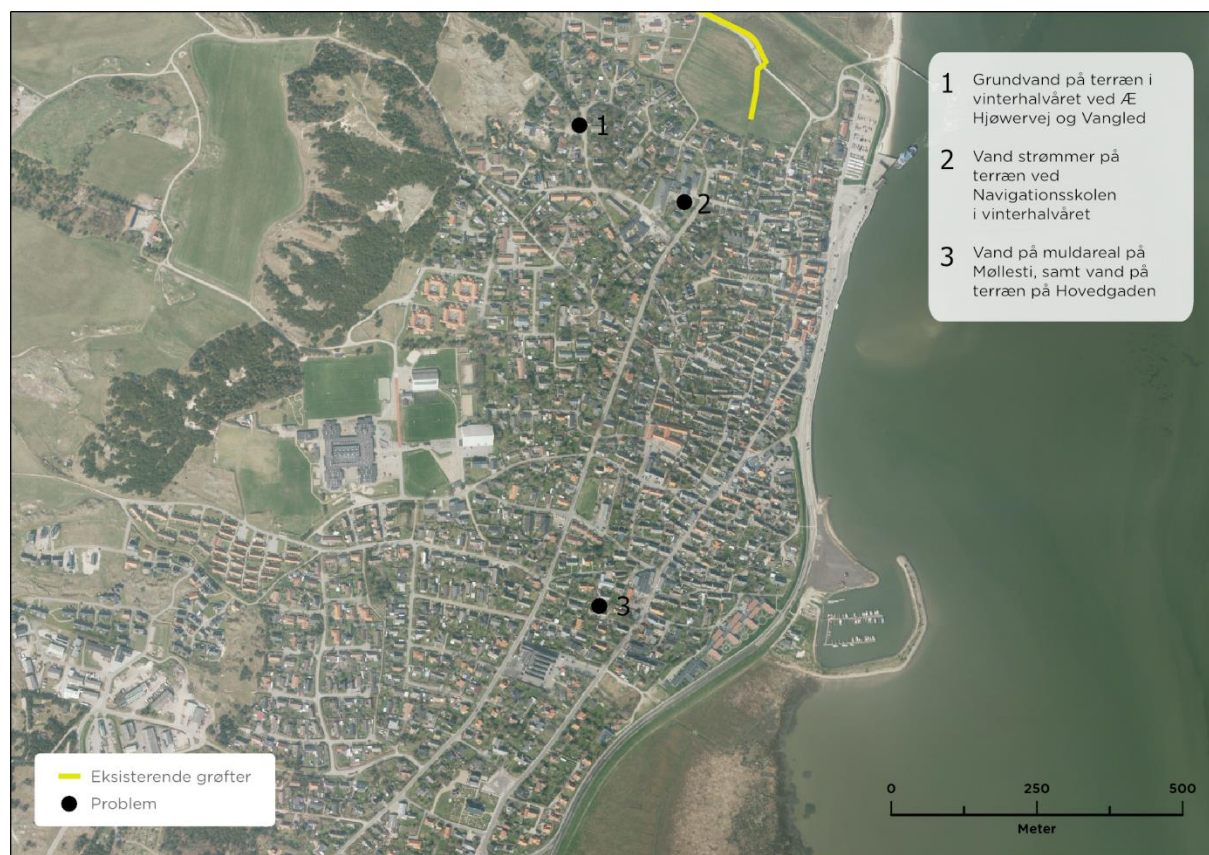 1
Grundvand på terræn i
vinterhalvåret ved Æ
Hjøwervej og Vangled
2
Vand strømmer på
terræn ved
Navigationsskolen
i vinterhalvåret
3
Vand på muldareal på
Møllesti, samt vand på
terræn på Hovedgaden
1
2
3
Eksisterende grøfter
Problem
0 250 500
Meter